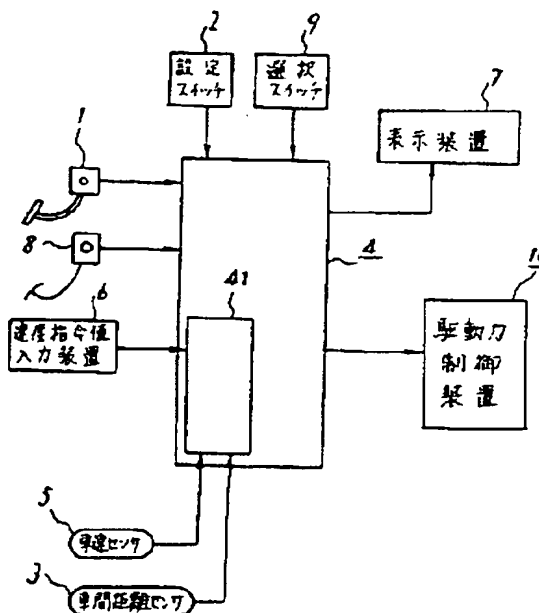 2
9
設定
スイッチ
選択
スイッチ
7
表示装置
1
8
4
41
6
速度指令値
入力装置
駆動力
制御
装置
5
車速センサ
3
車間距離センサ